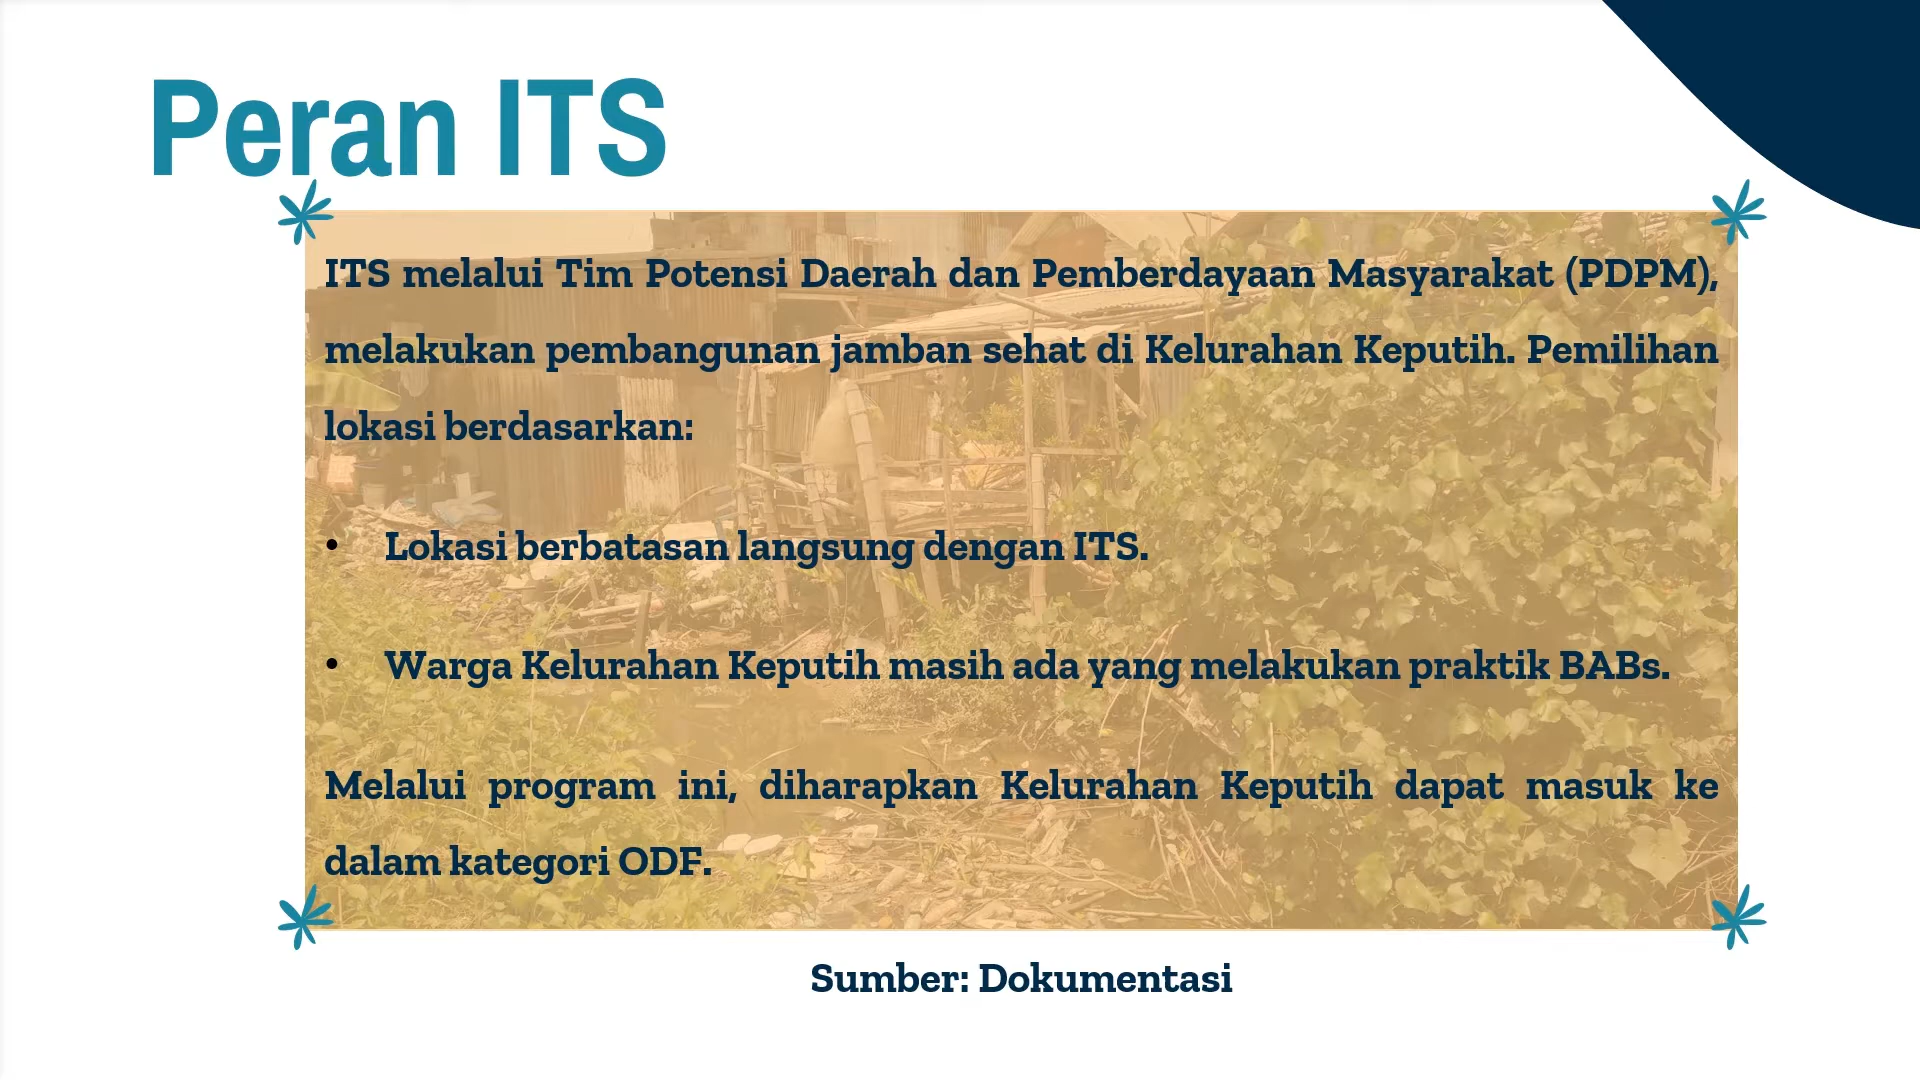 Peran ITS
ITS melalui Tim Potensi Daerah dan Pemberdayaan Masyarakat (PDPM),
melakukan pembangunan jamban sehat di Kelurahan Keputih. Pemilihan
lokasi berdasarkan:
• Lokasi berbatasan langsung dengan ITS.
• Warga Kelurahan Keputih masih ada yang melakukan praktik BABs.
Melalui program ini, diharapkan Kelurahan Keputih dapat masuk ke
dalam kategori ODF.
Sumber: Dokumentasi